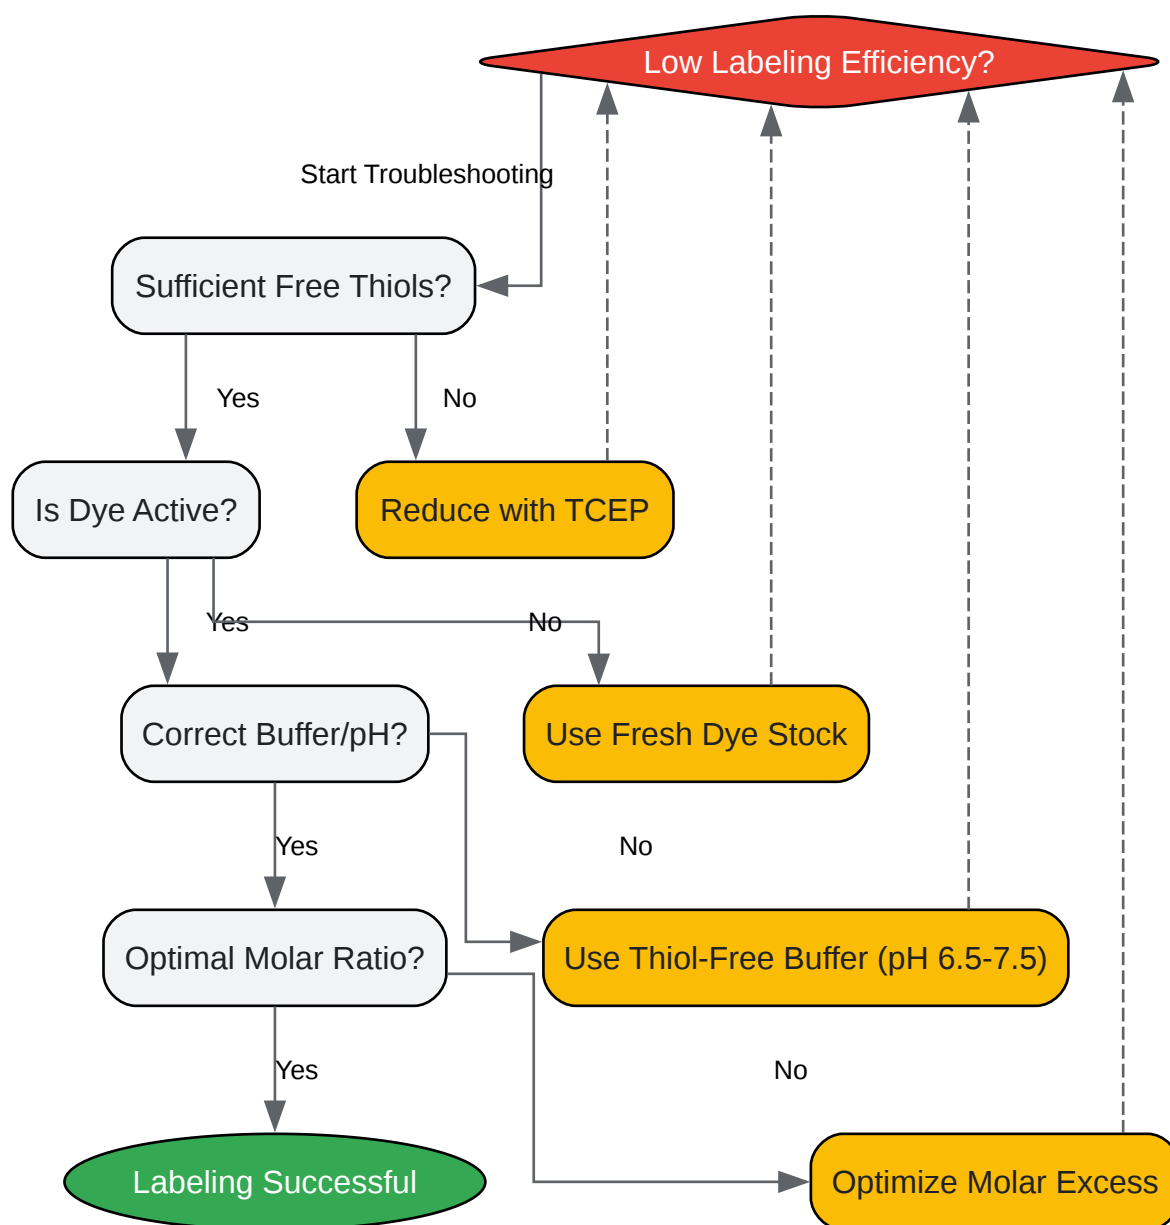 Low Labeling Efficiency?
Start Troubleshooting
Sufficient Free Thiols?
Yes
No
Is Dye Active?
Reduce with TCEP
Yes
No
Correct Buffer/pH?
Use Fresh Dye Stock
Yes
No
Optimal Molar Ratio?
Use Thiol-Free Buffer (pH 6.5-7.5)
Yes
No
Labeling Successful
Optimize Molar Excess